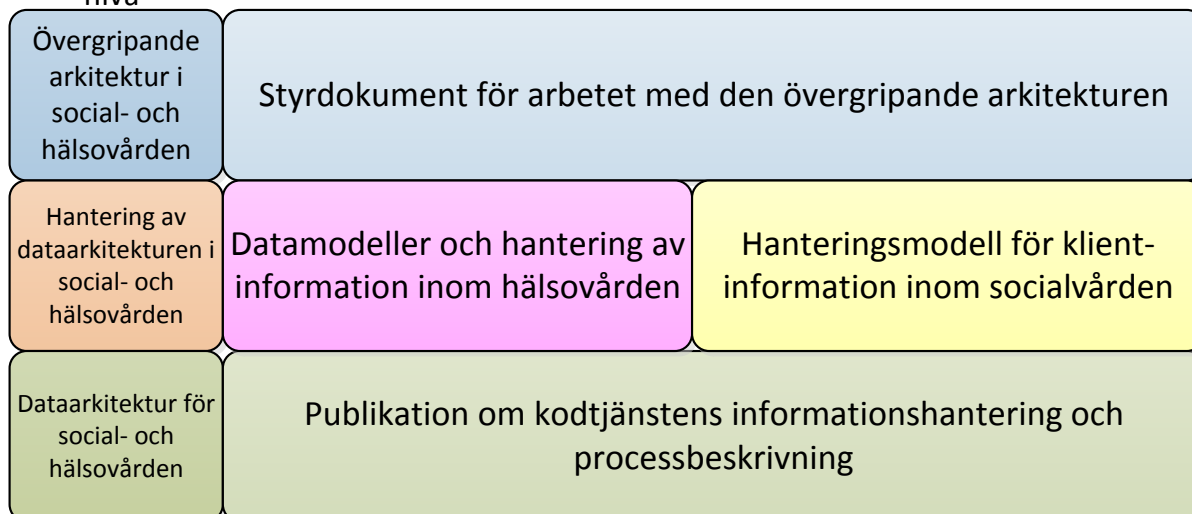 nivå
Övergripande
arkitektur i
social- och
hälsovården
Styrdokument för arbetet med den övergripande arkitekturen
Hantering av
dataarkitekturen i
social- och
hälsovården
Datamodeller och hantering av
information inom hälsovården
Hanteringsmodell för klient-
information inom socialvården
Dataarkitektur för
social- och
hälsovården
Publikation om kodtjänstens informationshantering och
processbeskrivning